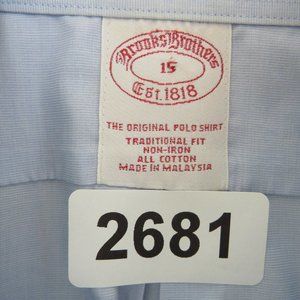 Brooks Brothers
15
Est. 1818
THE ORIGINAL POLO SHIRT
TRADITIONAL FIT
NON-IRON
ALL COTTON
MADE IN MALAYSIA
2681